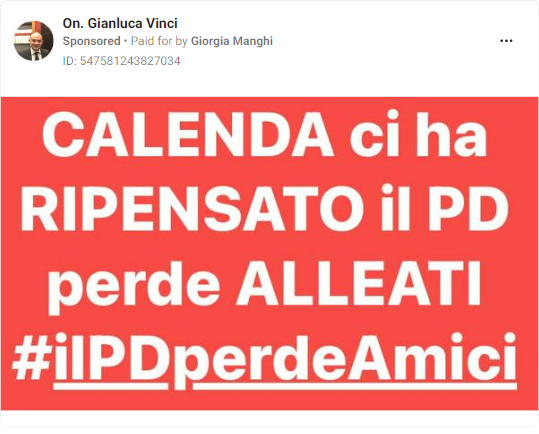 On. Gianluca Vinci
Sponsored • Paid for by Giorgia Manghi
ID: 547581243827034
CALENDA ci ha
RIPENSATO il PD
perde ALLEATI
#ilPDperdeAmici